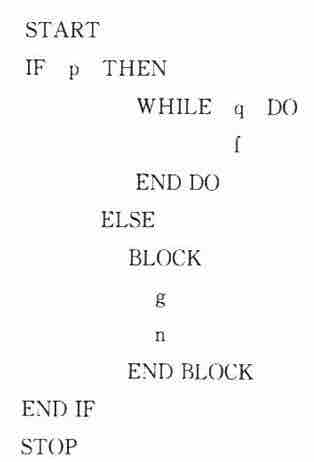 START
IF p THEN
WHILE q DO
f
END DO
ELSE
BLOCK
g
n
END BLOCK
END IF
STOP